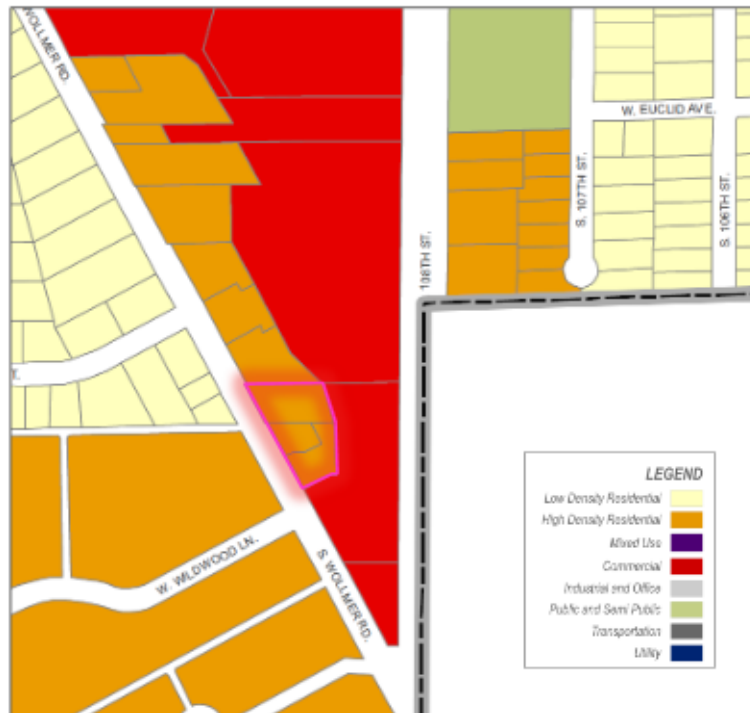 WOLLMER RD.
W. EUCLID AVE.
S. 107TH ST.
S. 106TH ST.
108TH ST.
T.
W. WILDWOOD LN.
S WOLLMER RD.
LEGEND
Low Density Residential
High Density Residential
Mixed Use
Commercial
Industrial and Office
Public and Semi Public
Transportation
Utility